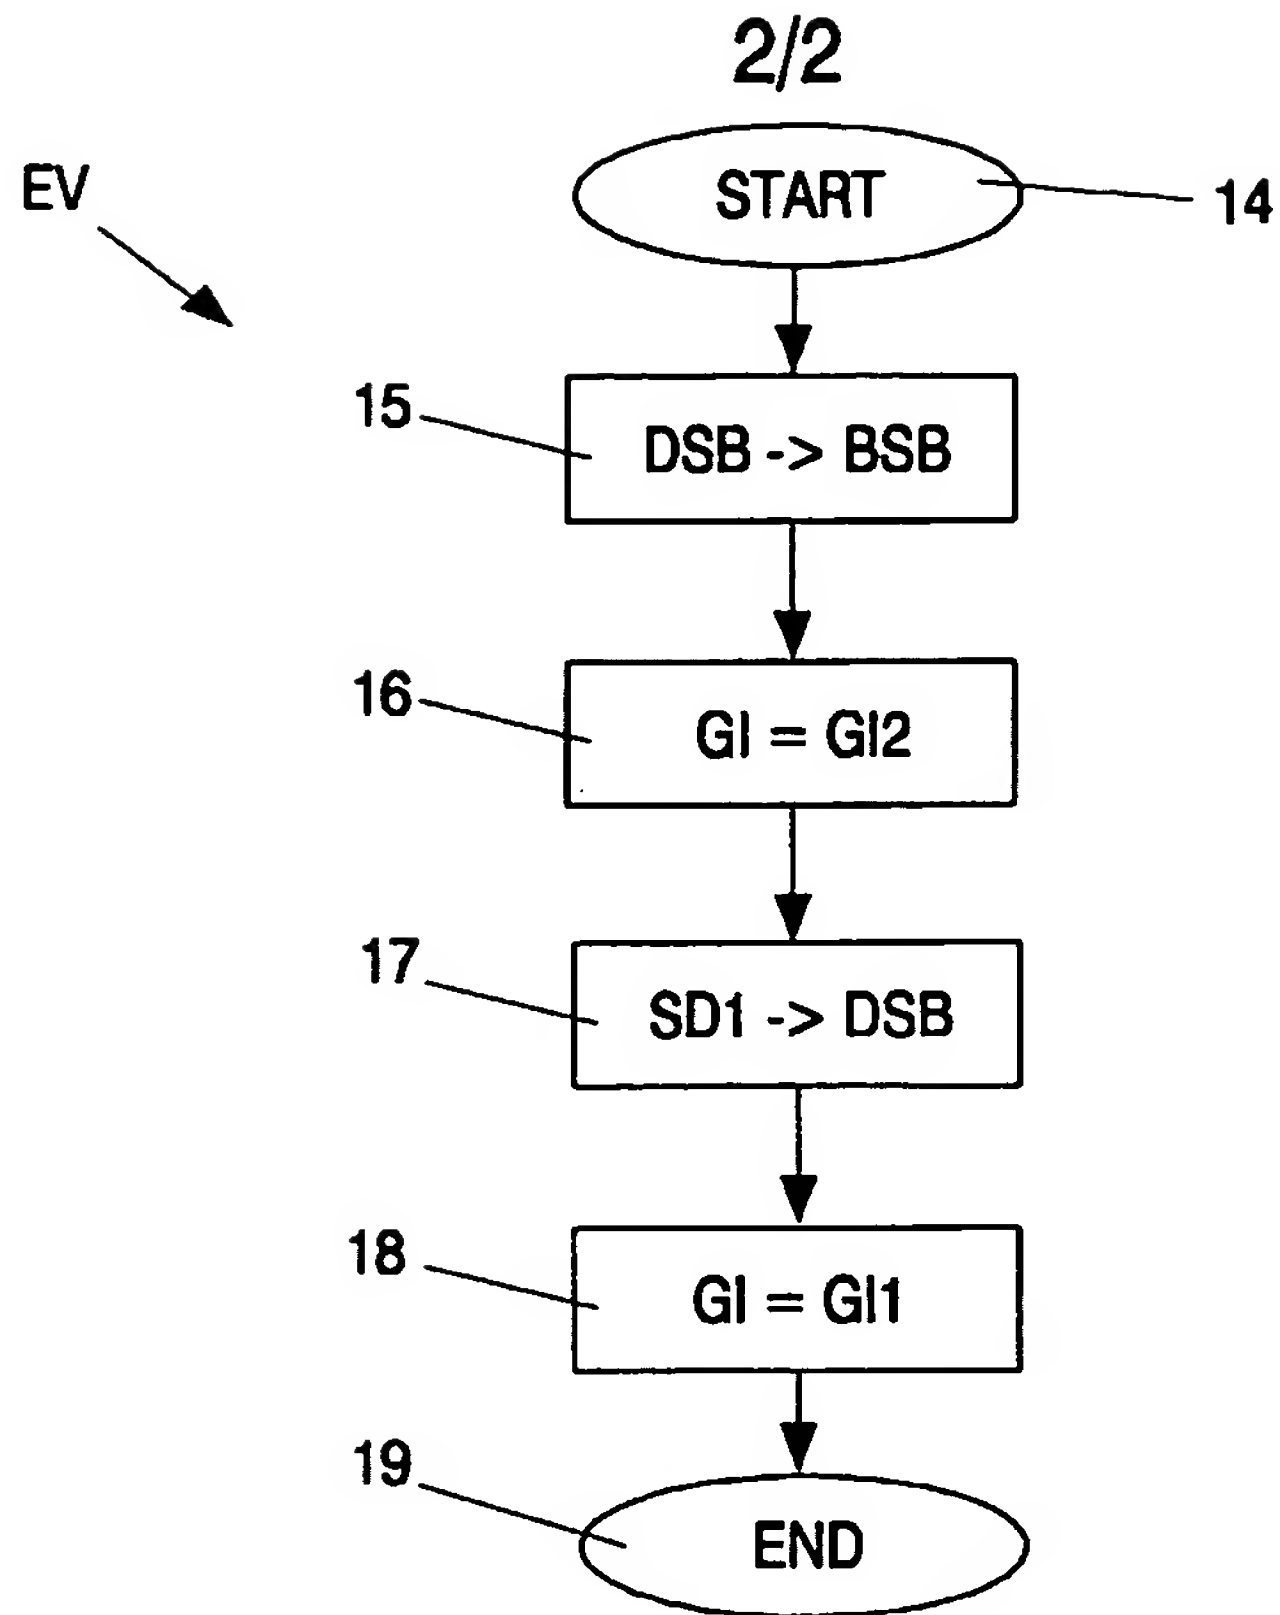 2/2
EV
START
14
15
DSB -> BSB
16
GI = GI2
17
SD1 -> DSB
18
GI = GI1
19
END